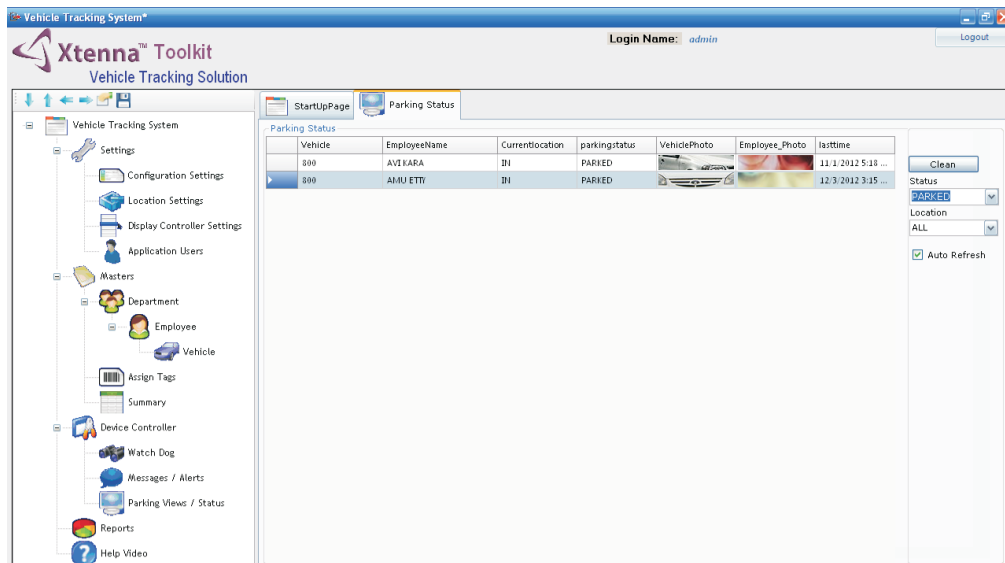 Vehicle Tracking System*
Login Name: admin
Logout
Xtenna™ Toolkit
Vehicle Tracking Solution
StartUpPage
Parking Status
Vehicle Tracking System
Settings
Configuration Settings
Location Settings
Display Controller Settings
Application Users
Masters
Department
Employee
Vehicle
Assign Tags
Summary
Device Controller
Watch Dog
Messages / Alerts
Parking Views / Status
Reports
Help Video
Parking Status
Vehicle EmployeeName Currentlocation parkingstatus VehiclePhoto Employee_Photo lasttime
800 AVI KARA IN PARKED 11/1/2012 5:18 ...
800 AMU ETTY IN PARKED 12/3/2012 3:15 ...
Clean
Status
PARKED
Location
ALL
Auto Refresh